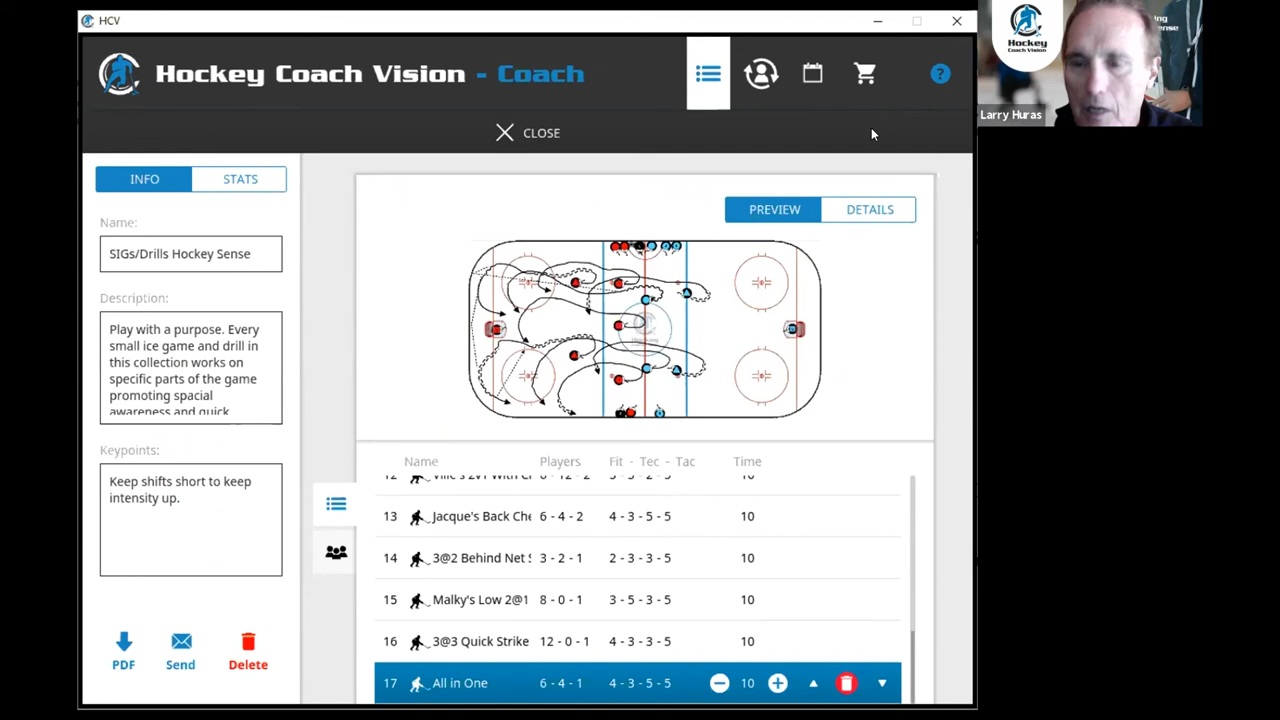 HCV
Hockey Coach Vision - Coach
?
CLOSE
INFO
STATS
Name:
SIGs/Drills Hockey Sense
Description:
Play with a purpose. Every
small ice game and drill in
this collection works on
specific parts of the game
promoting spacial
awareness and quick
Keypoints:
Keep shifts short to keep
intensity up.
PDF
Send
Delete
PREVIEW
DETAILS
Name
Players
Fit - Tec - Tac
Time
13 Jacque's Back Che 6 - 4 - 2 4 - 3 - 5 - 5 10
14 3@2 Behind Net S 3 - 2 - 1 2 - 3 - 3 - 5 10
15 Malky's Low 2@1 8 - 0 - 1 3 - 5 - 3 - 5 10
16 3@3 Quick Strike 12 - 0 - 1 4 - 3 - 3 - 5 10
17 All in One 6 - 4 - 1 4 - 3 - 5 - 5 10
Hockey
Coach Vision
Larry Huras